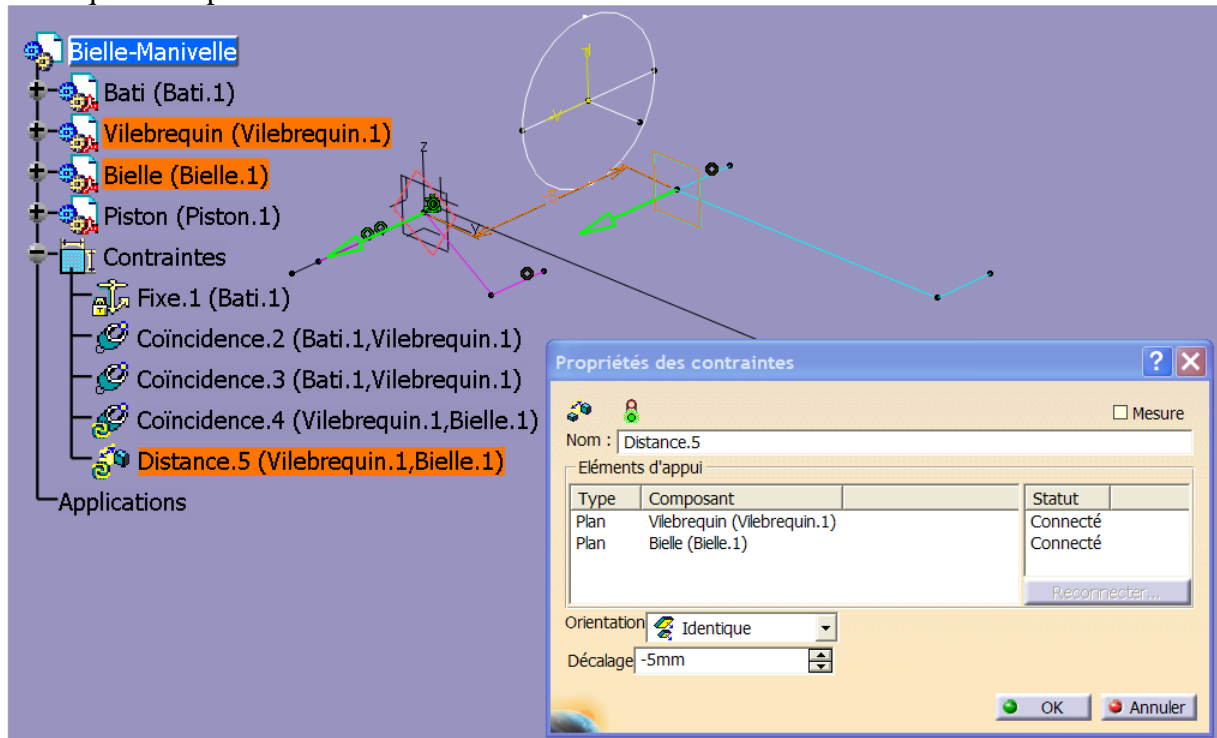 Bielle-Manivelle
Bati (Bati.1)
Vilebrequin (Vilebrequin.1)
Bielle (Bielle.1)
Piston (Piston.1)
Contraintes
Fixe.1 (Bati.1)
Coïncidence.2 (Bati.1,Vilebrequin.1)
Coïncidence.3 (Bati.1,Vilebrequin.1)
Coïncidence.4 (Vilebrequin.1,Bielle.1)
Distance.5 (Vilebrequin.1,Bielle.1)
Applications
z
y
-5
Propriétés des contraintes
Mesure
Nom : Distance.5
Eléments d'appui
Type Composant Statut
Plan Vilebrequin (Vilebrequin.1) Connecté
Plan Bielle (Bielle.1) Connecté
Reconnecter...
Orientation Identique
Décalage -5mm
OK Annuler